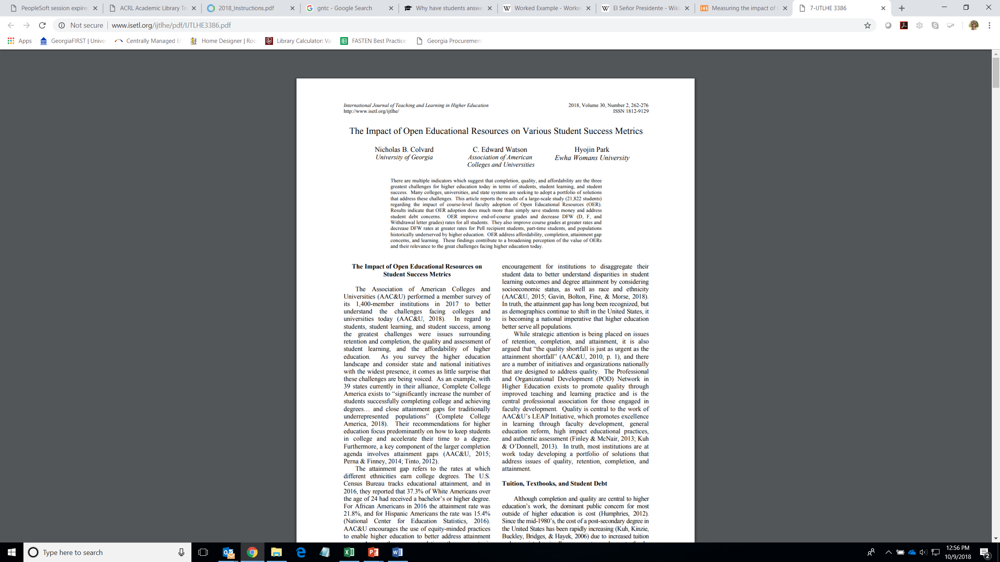 PeopleSoft session expired
ACRL Academic Library Tre
2018_Instructions.pdf
gntc - Google Search
Why have students answe
Worked Example - Worked
El Señor Presidente - Wiki
IHE Measuring the impact of
7-IJTLHE 3386
Not secure www.isetl.org/ijtlhe/pdf/IJTLHE3386.pdf
Apps
GeorgiaFIRST | Univer
Centrally Managed El
Home Designer | Roo
Library Calculator: Va
FASTEN Best Practice
Georgia Procurement
International Journal of Teaching and Learning in Higher Education
http://www.isetl.org/ijtlhe/
2018, Volume 30, Number 2, 262-276
ISSN 1812-9129
The Impact of Open Educational Resources on Various Student Success Metrics
Nicholas B. Colvard
University of Georgia
C. Edward Watson
Association of American
Colleges and Universities
Hyojin Park
Ewha Womans University
There are multiple indicators which suggest that completion, quality, and affordability are the three
greatest challenges for higher education today in terms of students, student learning, and student
success. Many colleges, universities, and state systems are seeking to adopt a portfolio of solutions
that address these challenges. This article reports the results of a large-scale study (21,822 students)
regarding the impact of course-level faculty adoption of Open Educational Resources (OER).
Results indicate that OER adoption does much more than simply save students money and address
student debt concerns. OER improve end-of-course grades and decrease DFW (D, F, and
Withdrawal letter grades) rates for all students. They also improve course grades at greater rates and
decrease DFW rates at greater rates for Pell recipient students, part-time students, and populations
historically underserved by higher education. OER address affordability, completion, attainment gap
concerns, and learning. These findings contribute to a broadening perception of the value of OERs
and their relevance to the great challenges facing higher education today.
The Impact of Open Educational Resources on
Student Success Metrics
The Association of American Colleges and
Universities (AAC&U) performed a member survey of
its 1,400-member institutions in 2017 to better
understand the challenges facing colleges and
universities today (AAC&U, 2018). In regard to
students, student learning, and student success, among
the greatest challenges were issues surrounding
retention and completion, the quality and assessment of
student learning, and the affordability of higher
education. As you survey the higher education
landscape and consider state and national initiatives
with the widest presence, it comes as little surprise that
these challenges are being voiced. As an example, with
39 states currently in their alliance, Complete College
America exists to “significantly increase the number of
students successfully completing college and achieving
degrees… and close attainment gaps for traditionally
underrepresented populations” (Complete College
America, 2018). Their recommendations for higher
education focus predominantly on how to keep students
in college and accelerate their time to a degree.
Furthermore, a key component of the larger completion
agenda involves attainment gaps (AAC&U, 2015;
Perna & Finney, 2014; Tinto, 2012).
The attainment gap refers to the rates at which
different ethnicities earn college degrees. The U.S.
Census Bureau tracks educational attainment, and in
2016, they reported that 37.3% of White Americans over
the age of 24 had received a bachelor’s or higher degree.
For African Americans in 2016 the attainment rate was
21.8%, and for Hispanic Americans the rate was 15.4%
(National Center for Education Statistics, 2016).
AAC&U encourages the use of equity-minded practices
to enable higher education to better address attainment
encouragement for institutions to disaggregate their
student data to better understand disparities in student
learning outcomes and degree attainment by considering
socioeconomic status, as well as race and ethnicity
(AAC&U, 2015; Gavin, Bolton, Fine, & Morse, 2018).
In truth, the attainment gap has long been recognized, but
as demographics continue to shift in the United States, it
is becoming a national imperative that higher education
better serve all populations.
While strategic attention is being placed on issues
of retention, completion, and attainment, it is also
argued that “the quality shortfall is just as urgent as the
attainment shortfall” (AAC&U, 2010, p. 1), and there
are a number of initiatives and organizations nationally
that are designed to address quality. The Professional
and Organizational Development (POD) Network in
Higher Education exists to promote quality through
improved teaching and learning practice and is the
central professional association for those engaged in
faculty development. Quality is central to the work of
AAC&U’s LEAP Initiative, which promotes excellence
in learning through faculty development, general
education reform, high impact educational practices,
and authentic assessment (Finley & McNair, 2013; Kuh
& O’Donnell, 2013). In truth, most institutions are at
work today developing a portfolio of solutions that
address issues of quality, retention, completion, and
attainment.
Tuition, Textbooks, and Student Debt
Although completion and quality are central to higher
education’s work, the dominant public concern for most
outside of higher education is cost (Humphries, 2012).
Since the mid-1980’s, the cost of a post-secondary degree in
the United States has been rapidly increasing (Kuh, Kinzie,
Buckley, Bridges, & Hayek, 2006) due to increased tuition
Type here to search
12:56 PM
10/9/2018
2